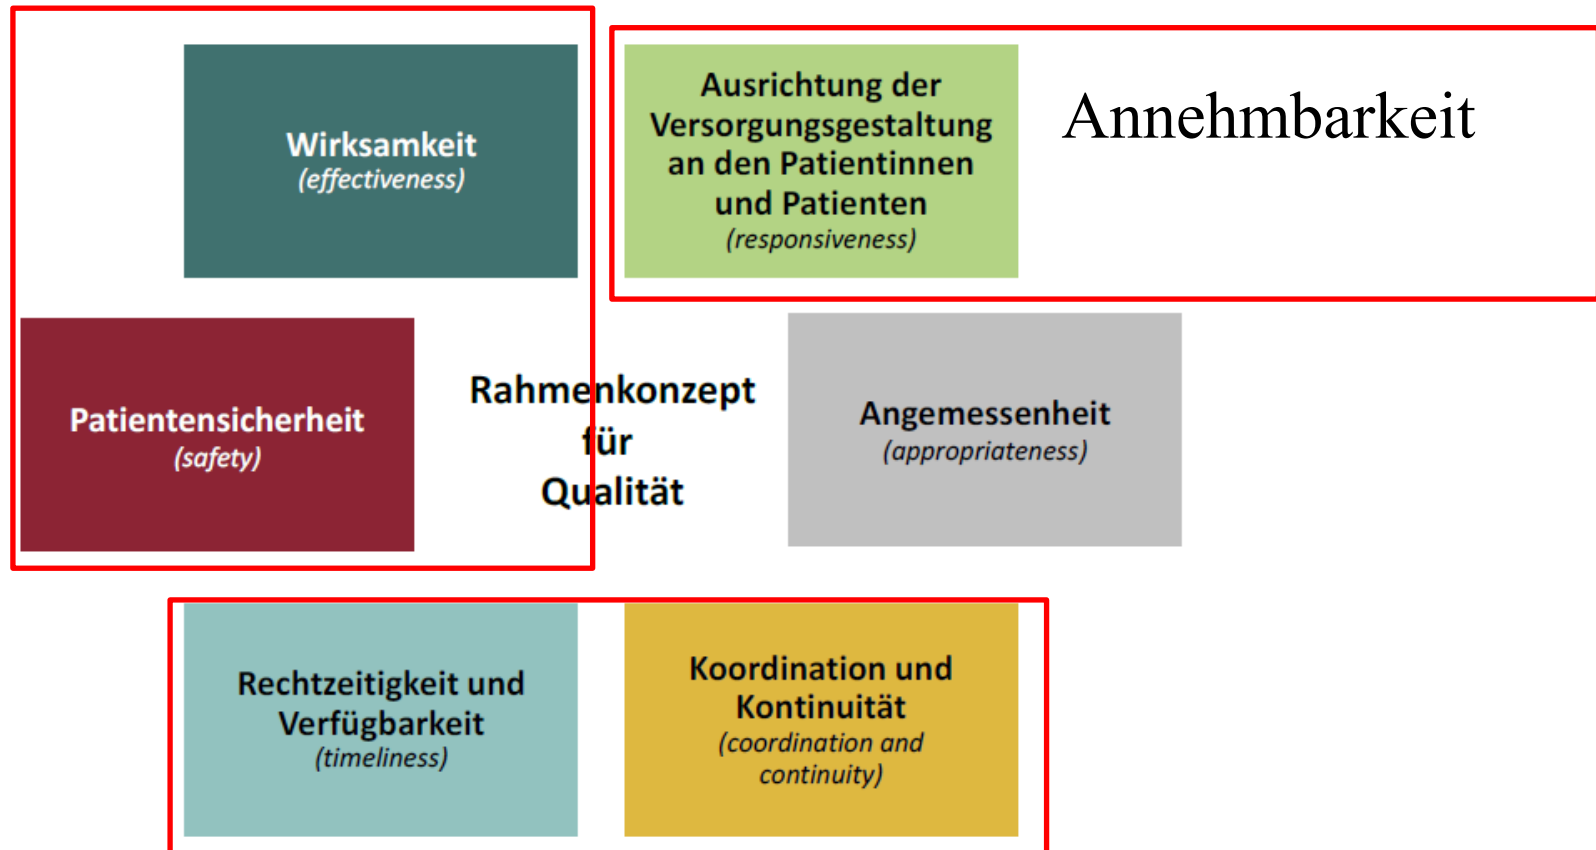 Wirksamkeit
(effectiveness)
Ausrichtung der
Versorgungsgestaltung
an den Patientinnen
und Patienten
(responsiveness)
Annehmbarkeit
Patientensicherheit
(safety)
Rahmenkonzept
für
Qualität
Angemessenheit
(appropriateness)
Rechtzeitigkeit und
Verfügbarkeit
(timeliness)
Koordination und
Kontinuität
(coordination and
continuity)